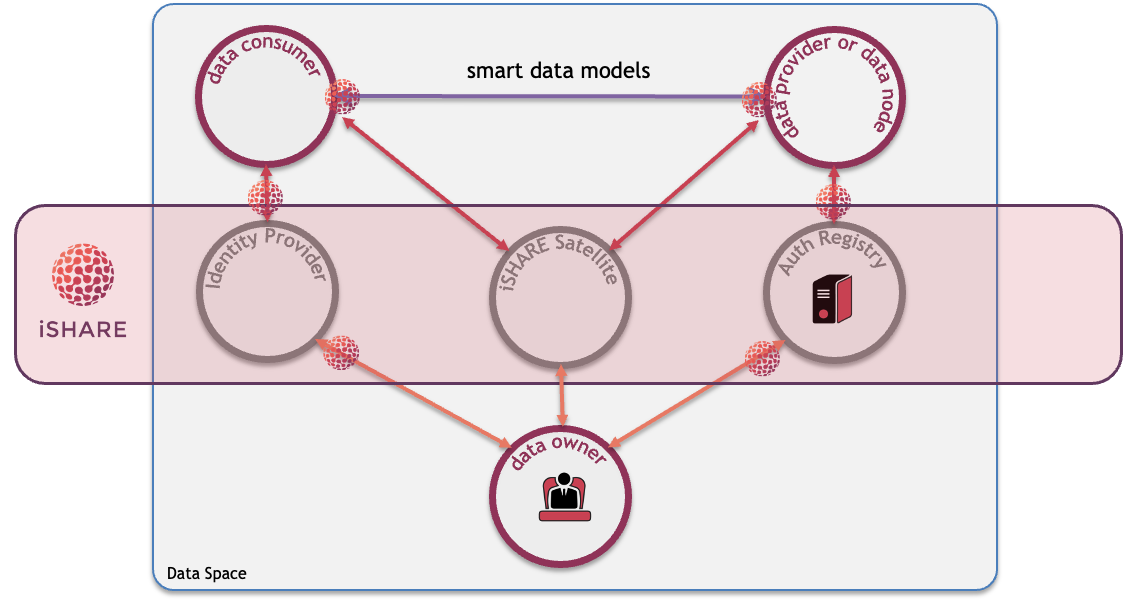 data consumer
smart data models
data provider or data node
Identity Provider
iSHARE Satellite
Auth Registry
iSHARE
data owner
Data Space